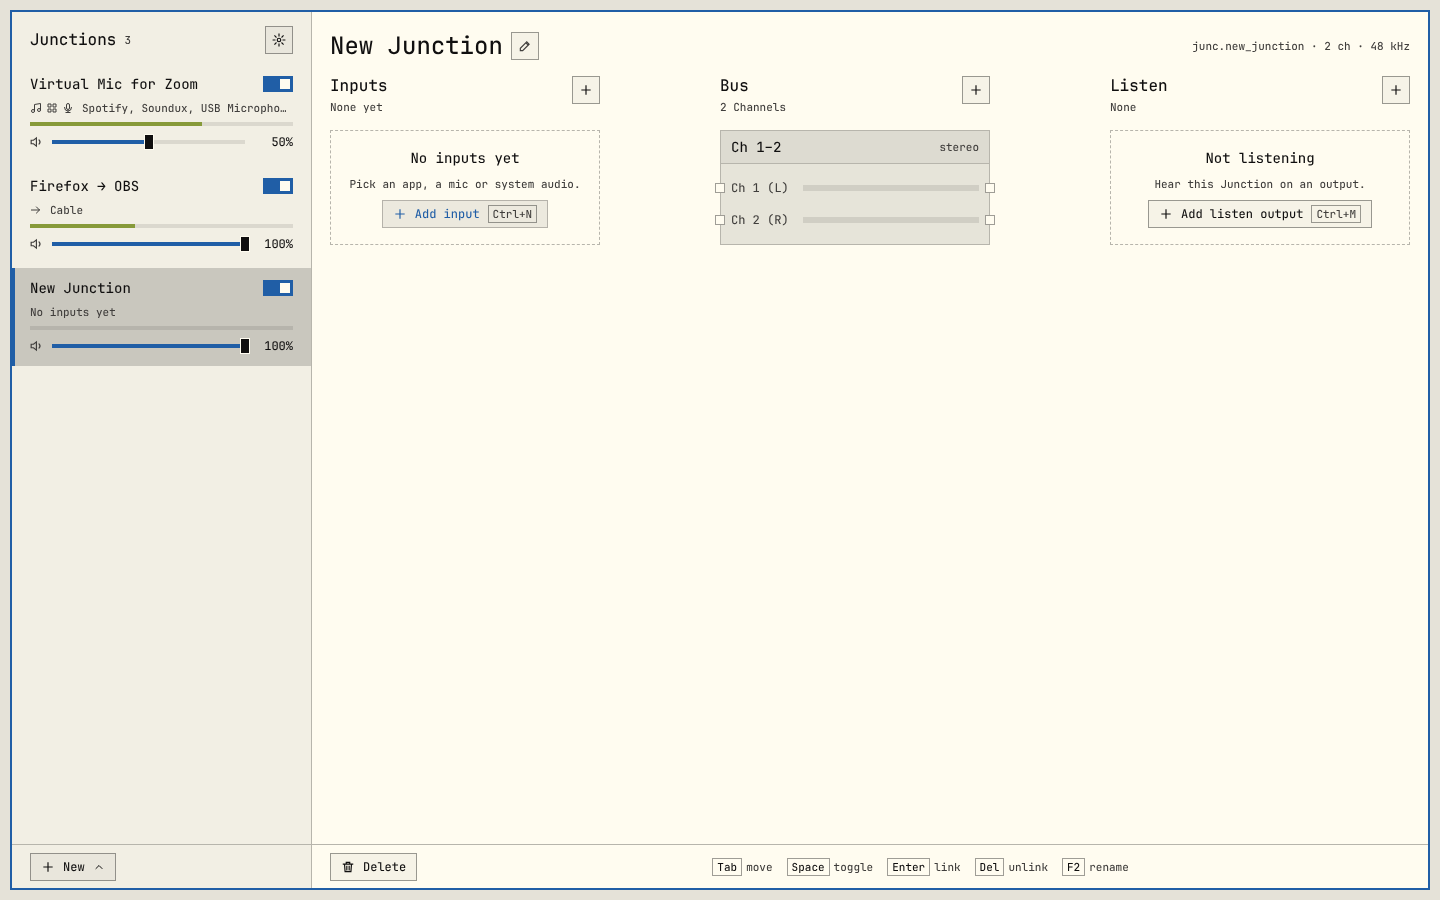 Junctions 3
Virtual Mic for Zoom
Spotify, Soundux, USB Micropho…
50%
Firefox → OBS
→ Cable
100%
New Junction
No inputs yet
100%
+ New
New Junction
junc.new_junction · 2 ch · 48 kHz
Inputs
None yet
No inputs yet
Pick an app, a mic or system audio.
+ Add input Ctrl+N
Bus
2 Channels
Ch 1–2 stereo
Ch 1 (L)
Ch 2 (R)
Listen
None
Not listening
Hear this Junction on an output.
+ Add listen output Ctrl+M
Delete
Tab move Space toggle Enter link Del unlink F2 rename